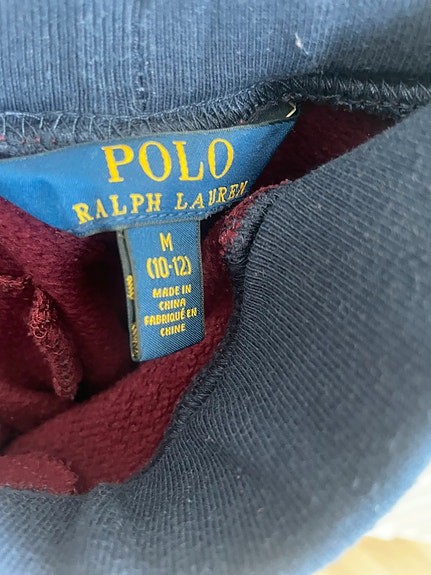 POLO
RALPH LAUREN
M
(10-12)
MADE IN
CHINA
FABRIQUÉ EN
CHINE